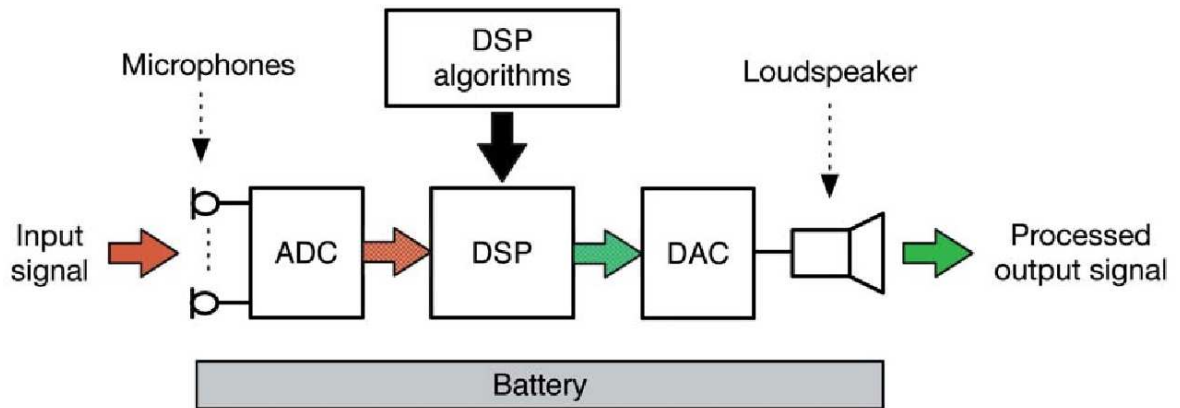 DSP
algorithms
Microphones
Loudspeaker
Input
signal
ADC
DSP
DAC
Processed
output signal
Battery